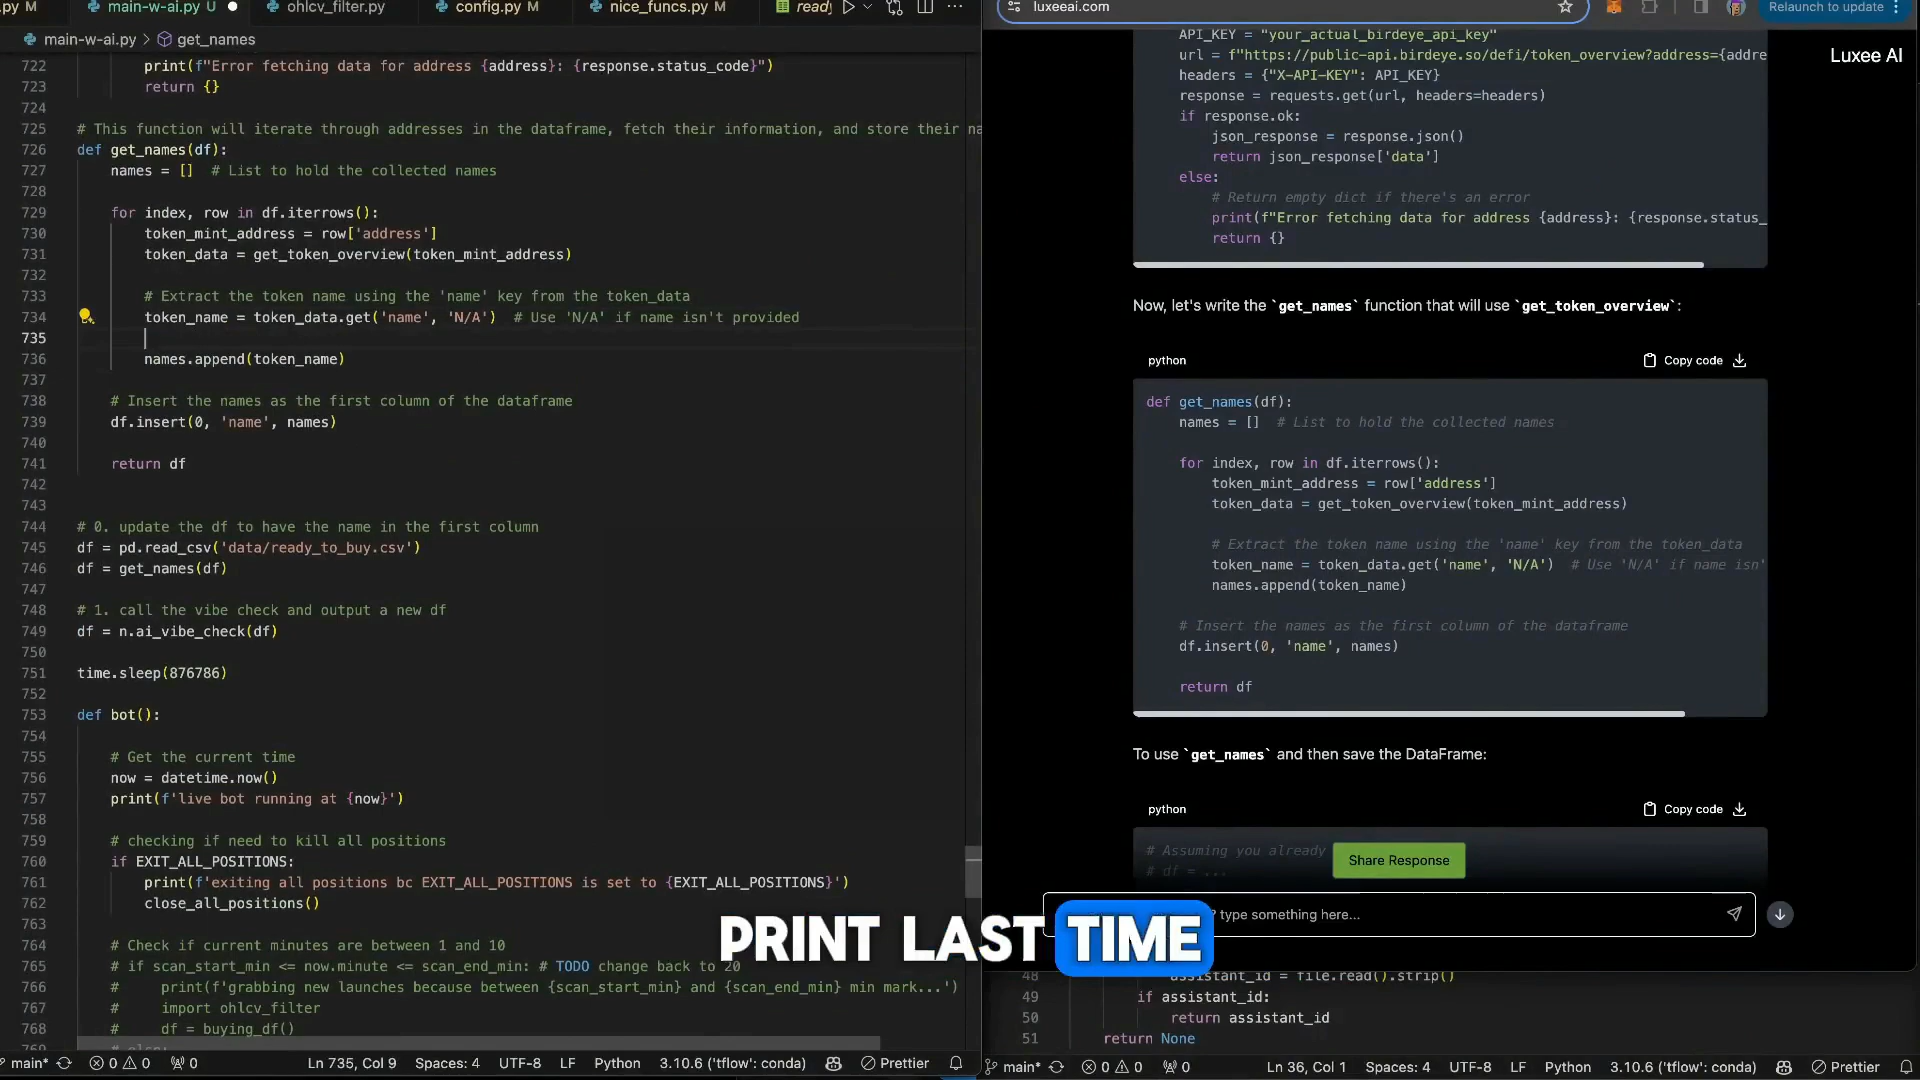 .py M
main-w-ai.py U
ohlcv_filter.py
config.py M
nice_funcs.py M
ready
main-w-ai.py > get_names
722 print(f"Error fetching data for address {address}: {response.status_code}")
723 return {}
724
725 # This function will iterate through addresses in the dataframe, fetch their information, and store their na
726 def get_names(df):
727 names = [] # List to hold the collected names
728
729 for index, row in df.iterrows():
730 token_mint_address = row['address']
731 token_data = get_token_overview(token_mint_address)
732
733 # Extract the token name using the 'name' key from the token_data
734 token_name = token_data.get('name', 'N/A') # Use 'N/A' if name isn't provided
735
736 names.append(token_name)
737
738 # Insert the names as the first column of the dataframe
739 df.insert(0, 'name', names)
740
741 return df
742
743
744 # 0. update the df to have the name in the first column
745 df = pd.read_csv('data/ready_to_buy.csv')
746 df = get_names(df)
747
748 # 1. call the vibe check and output a new df
749 df = n.ai_vibe_check(df)
750
751 time.sleep(876786)
752
753 def bot():
754
755 # Get the current time
756 now = datetime.now()
757 print(f'live bot running at {now}')
758
759 # checking if need to kill all positions
760 if EXIT_ALL_POSITIONS:
761 print(f'exiting all positions bc EXIT_ALL_POSITIONS is set to {EXIT_ALL_POSITIONS}')
762 close_all_positions()
763
764 # Check if current minutes are between 1 and 10
765 # if scan_start_min <= now.minute <= scan_end_min: # TODO change back to 20
766 # print(f'grabbing new launches because between {scan_start_min} and {scan_end_min} min mark...')
767 # import ohlcv_filter
768 # df = buying_df()
769 # else:
main* 0 0 0 Ln 735, Col 9 Spaces: 4 UTF-8 LF Python 3.10.6 ('tflow': conda) Prettier
luxeeai.com
Relaunch to update
Luxee AI
API_KEY = "your_actual_birdeye_api_key"
url = f"https://public-api.birdeye.so/defi/token_overview?address={addre
headers = {"X-API-KEY": API_KEY}
response = requests.get(url, headers=headers)
if response.ok:
json_response = response.json()
return json_response['data']
else:
# Return empty dict if there's an error
print(f"Error fetching data for address {address}: {response.status_
return {}
Now, let's write the `get_names` function that will use `get_token_overview`:
python Copy code
def get_names(df):
names = [] # List to hold the collected names
for index, row in df.iterrows():
token_mint_address = row['address']
token_data = get_token_overview(token_mint_address)
# Extract the token name using the 'name' key from the token_data
token_name = token_data.get('name', 'N/A') # Use 'N/A' if name isn'
names.append(token_name)
# Insert the names as the first column of the dataframe
df.insert(0, 'name', names)
return df
To use `get_names` and then save the DataFrame:
python Copy code
# Assuming you already
# df = ...
Share Response
? type something here...
PRINT LAST TIME
48 assistant_id = file.read().strip()
49 if assistant_id:
50 return assistant_id
51 return None
main* 0 0 0 Ln 36, Col 1 Spaces: 4 UTF-8 LF Python 3.10.6 ('tflow': conda) Prettier